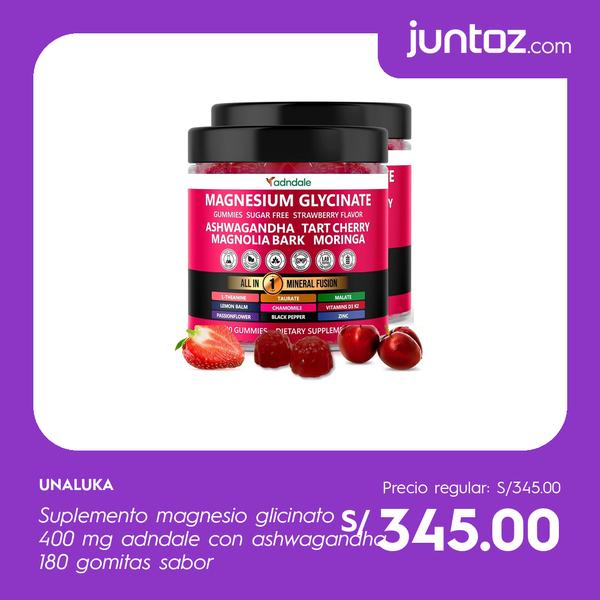 juntoz.com
adndale
MAGNESIUM GLYCINATE
GUMMIES SUGAR FREE STRAWBERRY FLAVOR
ASHWAGANDHA TART CHERRY
MAGNOLIA BARK MORINGA
ALL IN 1 MINERAL FUSION
L-THEANINE TAURATE MALATE
LEMON BALM CHAMOMILE VITAMINS D3 K2
PASSIONFLOWER BLACK PEPPER ZINC
GUMMIES - DIETARY SUPPLEM
UNALUKA
Precio regular: S/345.00
Suplemento magnesio glicinato
400 mg adndale con ashwagandha
180 gomitas sabor
S/345.00